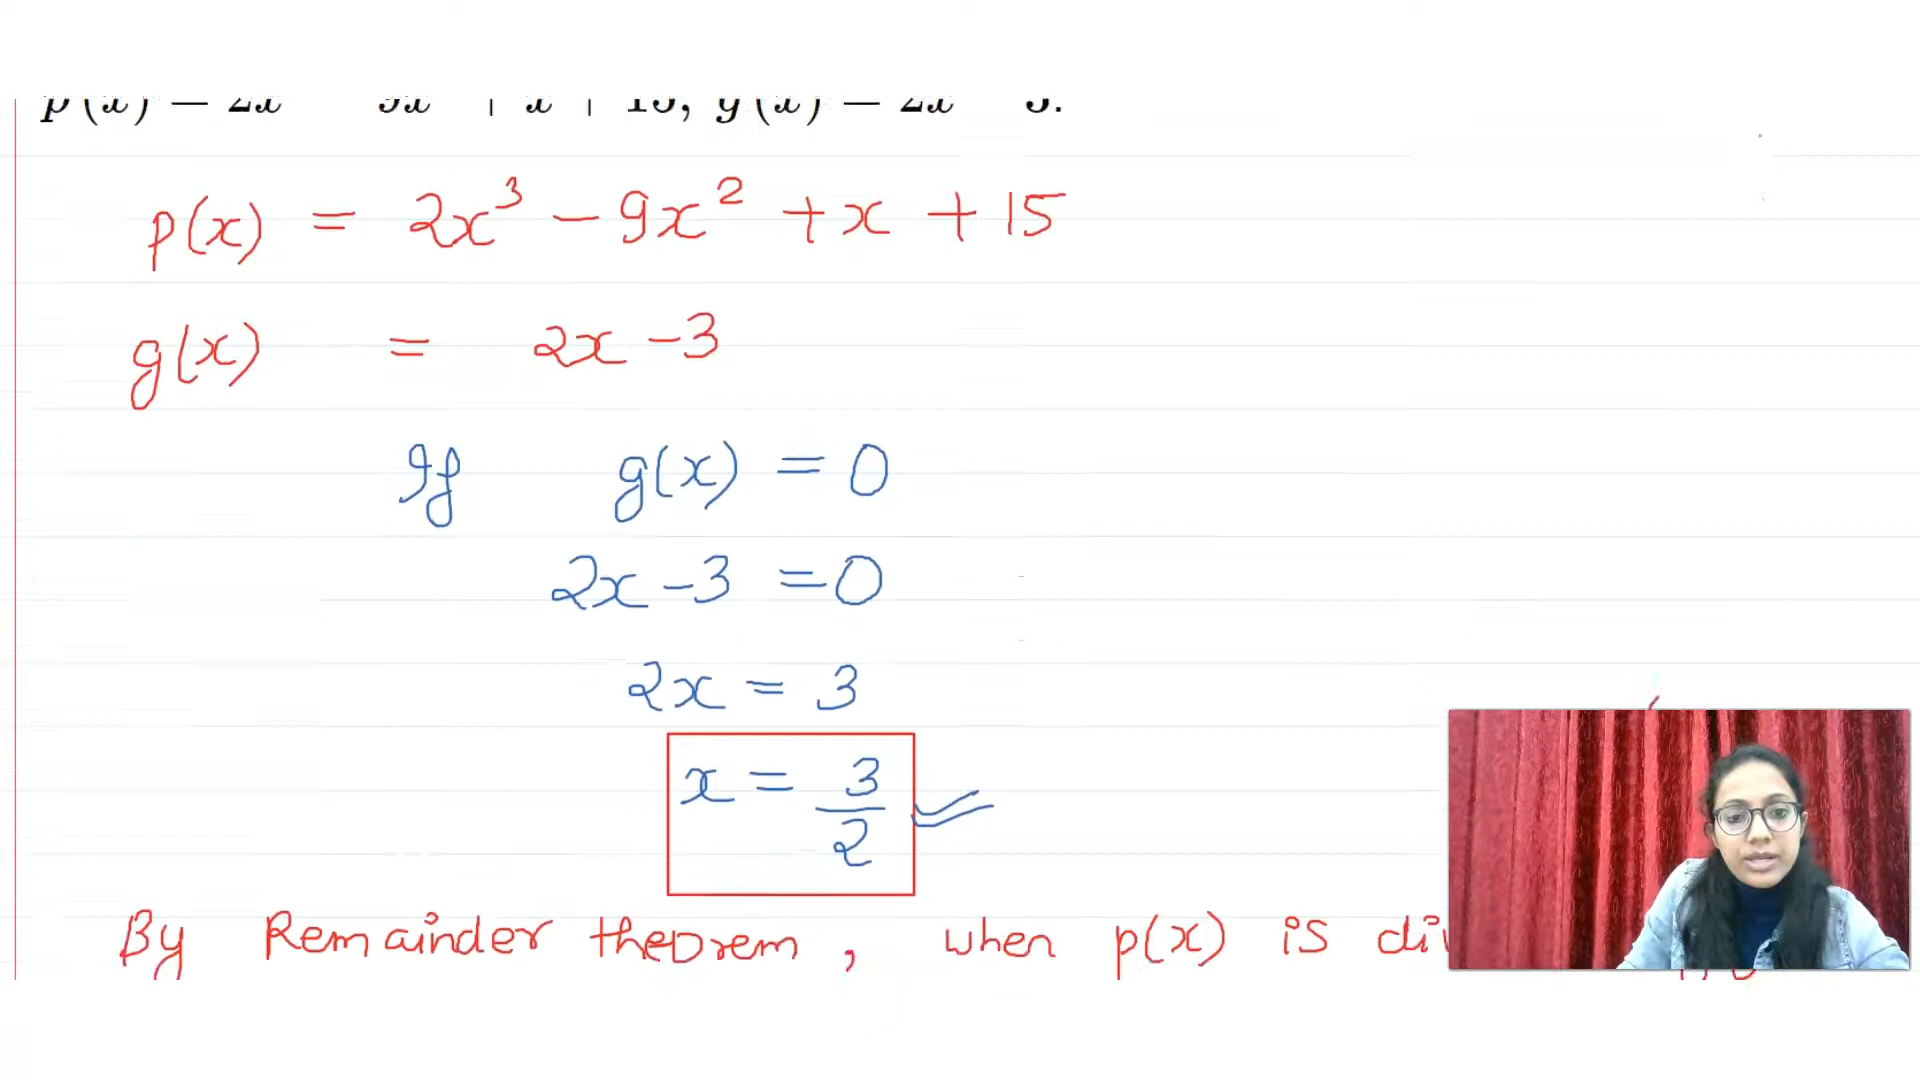 p(x) = 2x³ - 9x² + x + 15
g(x) = 2x - 3
If g(x) = 0
2x - 3 = 0
2x = 3
x = 3/2
By Remainder theorem, when p(x) is